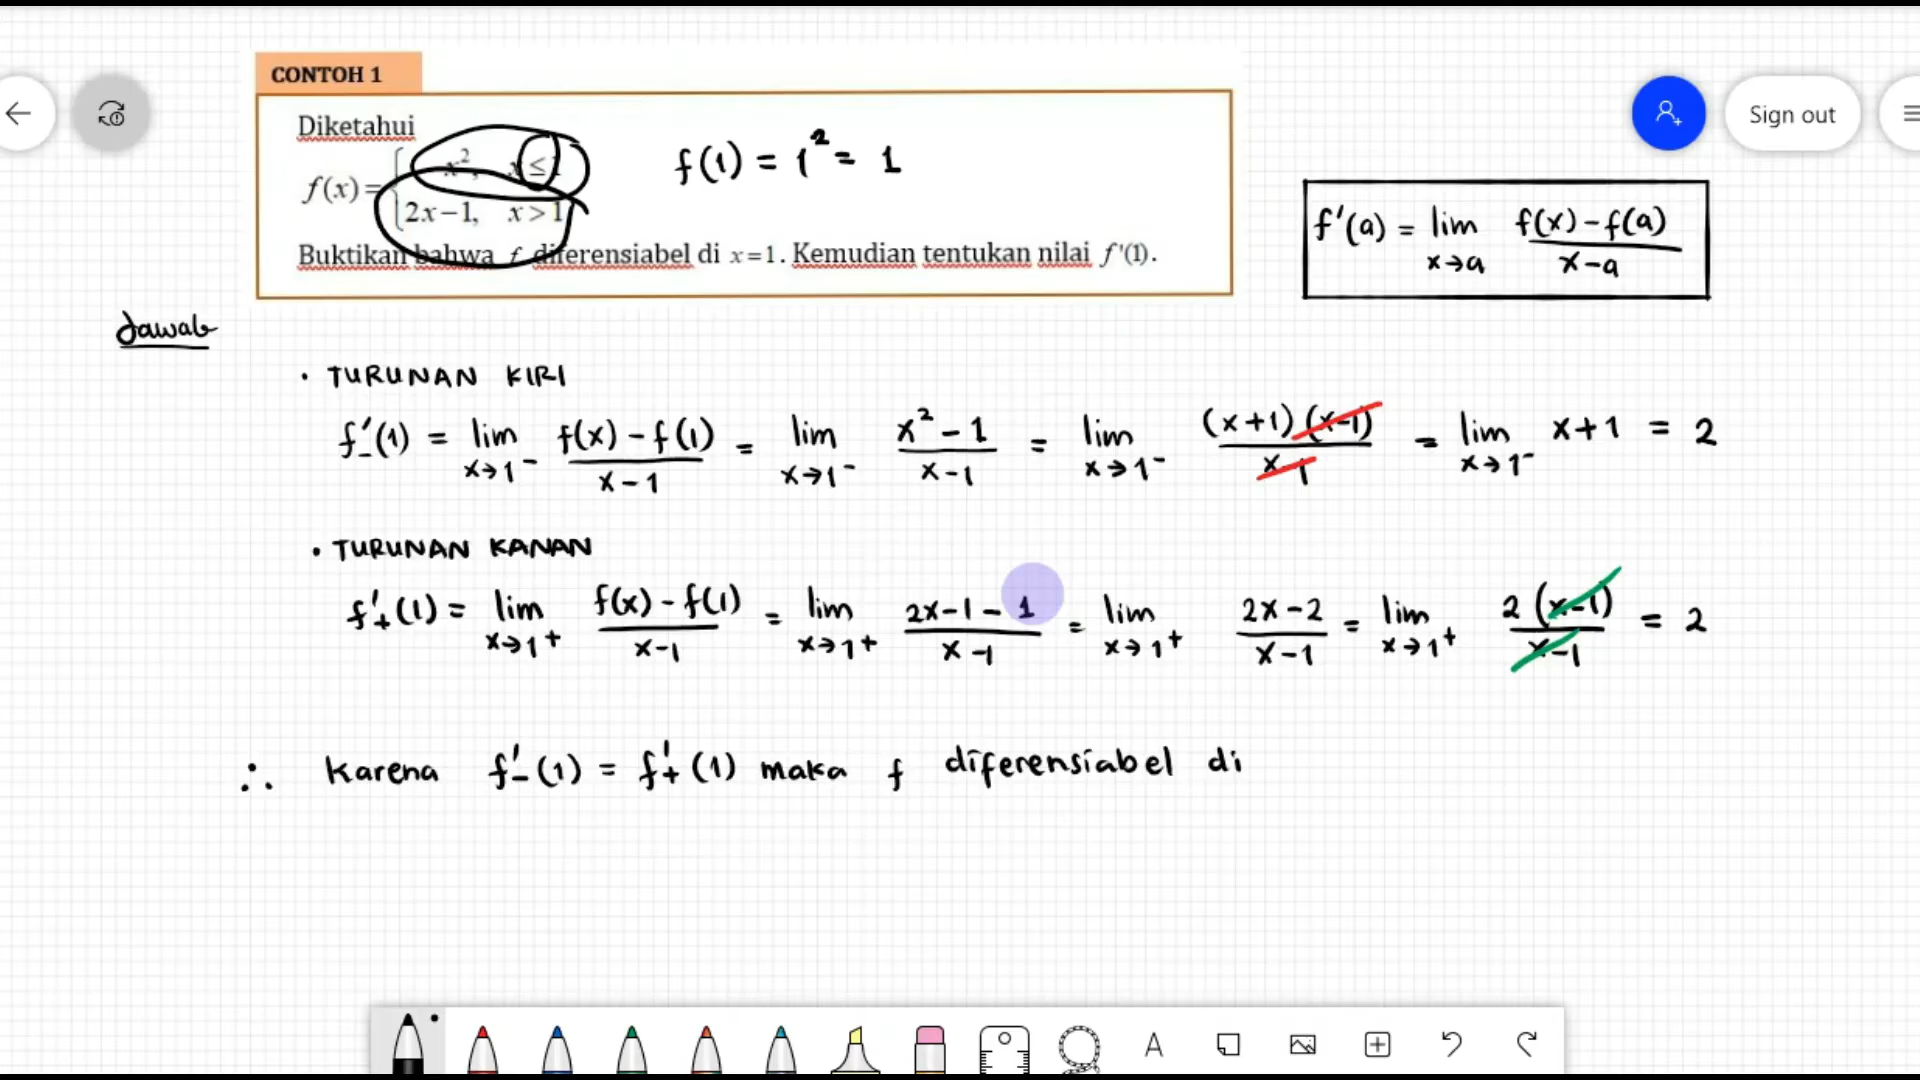 CONTOH 1
Diketahui
f(x) = { x², x ≤ 1
2x−1, x > 1
Buktikan bahwa f diferensiabel di x=1. Kemudian tentukan nilai f'(1).
f(1) = 1² = 1
Sign out
f'(a) = lim x→a (f(x) − f(a))/(x − a)
Jawab
• TURUNAN KIRI
f'₋(1) = lim x→1⁻ (f(x) − f(1))/(x − 1) = lim x→1⁻ (x² − 1)/(x − 1) = lim x→1⁻ ((x+1)(x−1))/(x−1) = lim x→1⁻ x+1 = 2
• TURUNAN KANAN
f'₊(1) = lim x→1⁺ (f(x) − f(1))/(x−1) = lim x→1⁺ (2x−1−1)/(x−1) = lim x→1⁺ (2x−2)/(x−1) = lim x→1⁺ (2(x−1))/(x−1) = 2
∴ Karena f'₋(1) = f'₊(1) maka f diferensiabel di
A